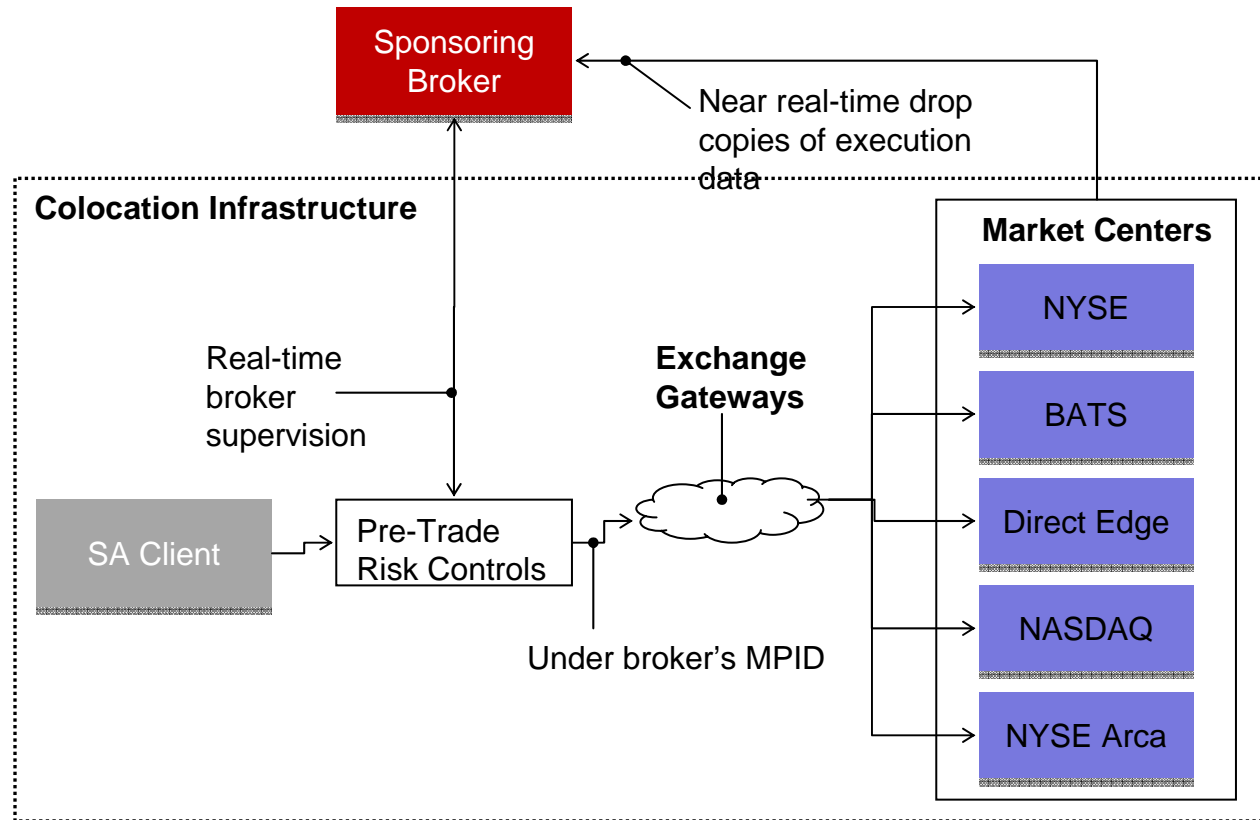 Sponsoring
Broker
Near real-time drop
copies of execution
data
Colocation Infrastructure
Market Centers
NYSE
Real-time
broker
supervision
Exchange
Gateways
BATS
SA Client
Pre-Trade
Risk Controls
Direct Edge
Under broker’s MPID
NASDAQ
NYSE Arca